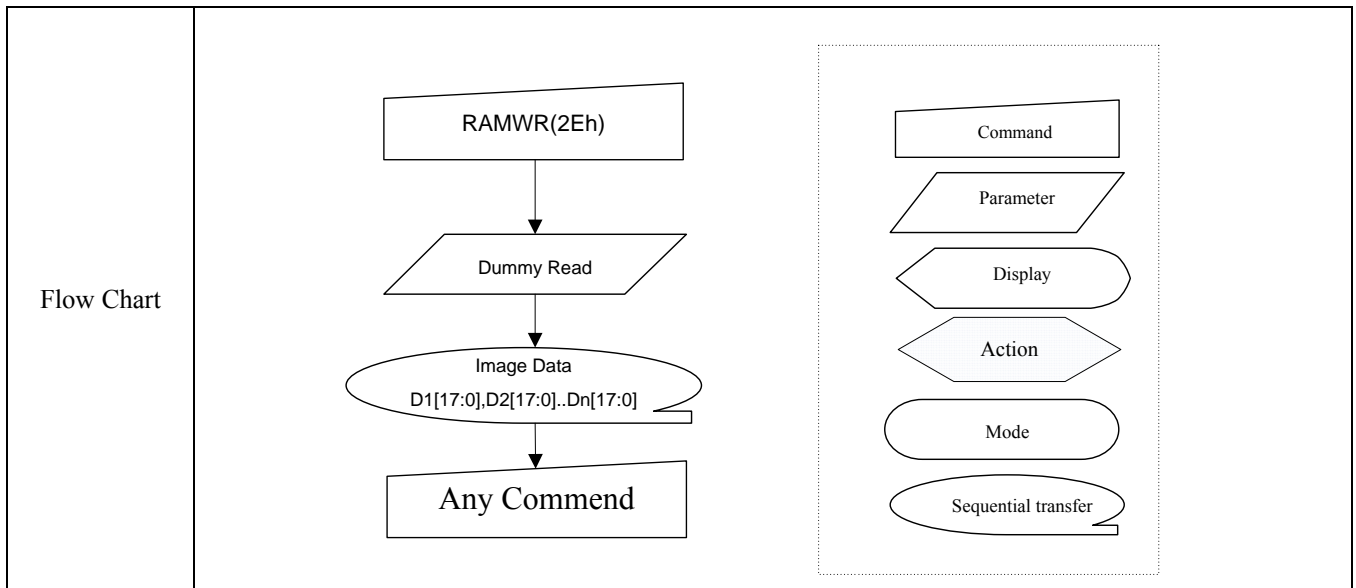 Flow Chart
RAMWR(2Eh)
Dummy Read
Image Data
D1[17:0],D2[17:0]..Dn[17:0]
Any Commend
Command
Parameter
Display
Action
Mode
Sequential transfer